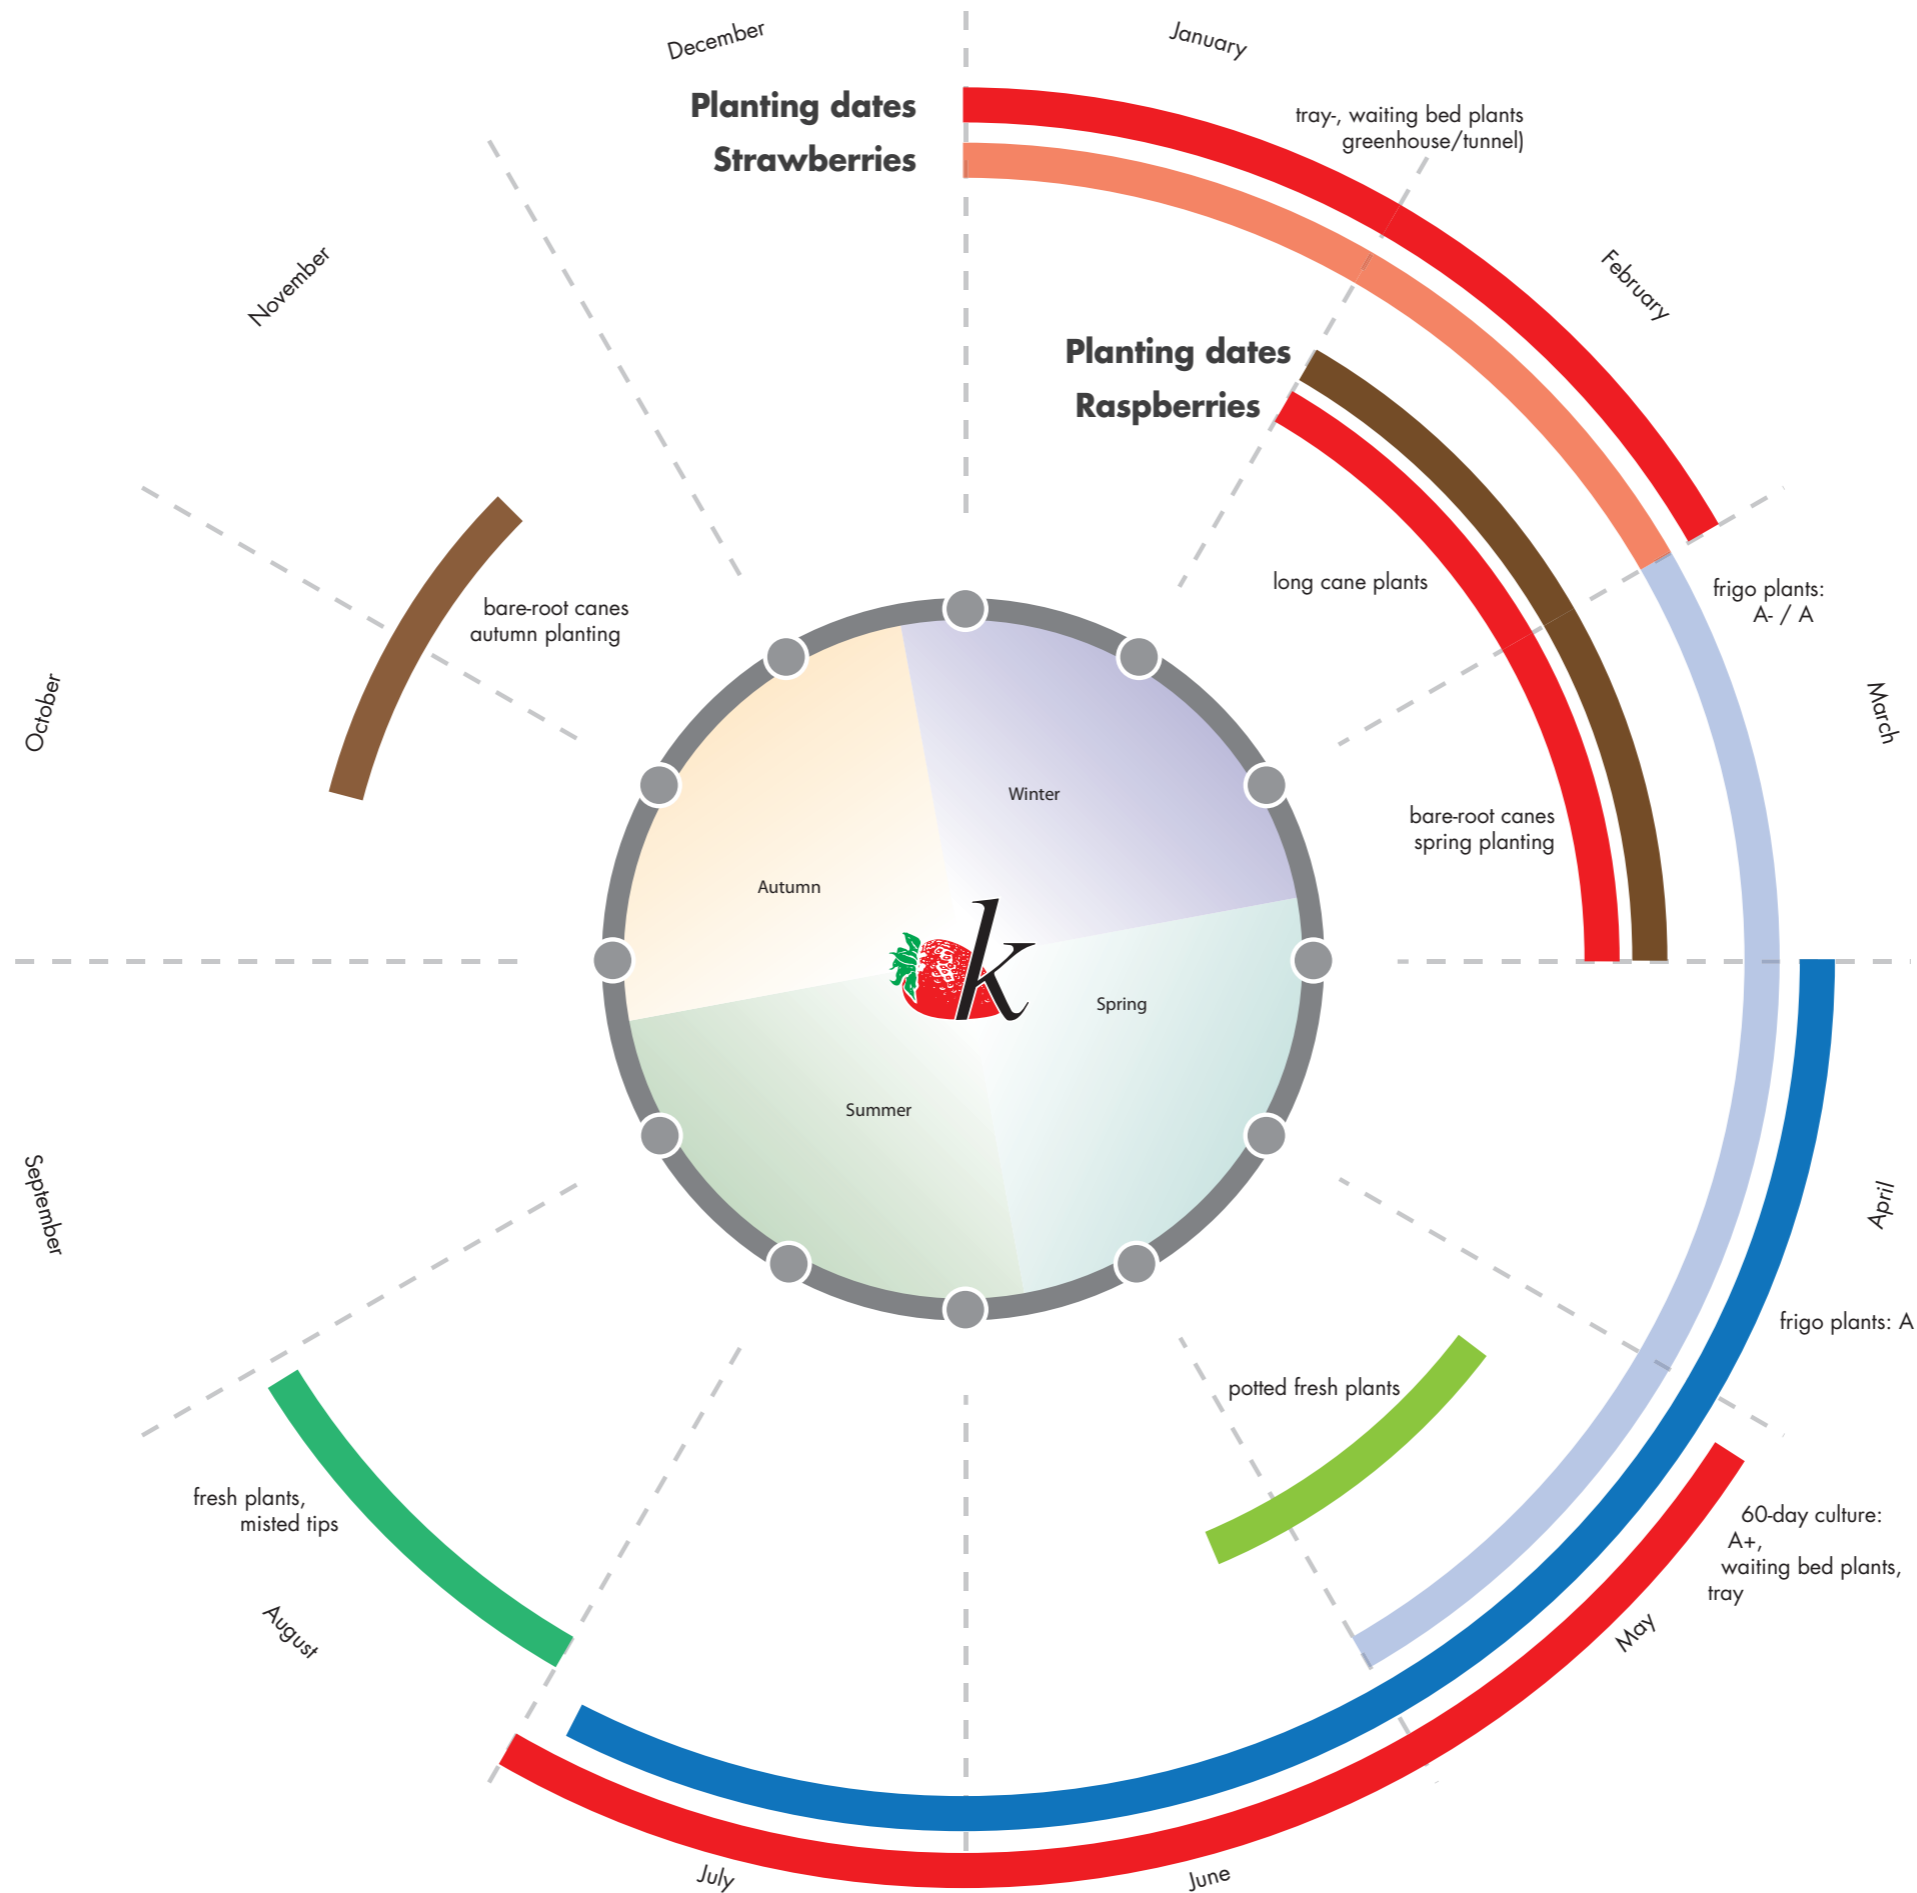 December
January
Planting dates
Strawberries
tray-, waiting bed plants
greenhouse/tunnel)
November
February
Planting dates
Raspberries
long cane plants
frigo plants:
A- / A
bare-root canes
autumn planting
October
March
Winter
bare-root canes
spring planting
Autumn
k
Spring
Summer
September
April
frigo plants: A
potted fresh plants
fresh plants,
misted tips
60-day culture:
A+,
waiting bed plants,
tray
August
May
July
June